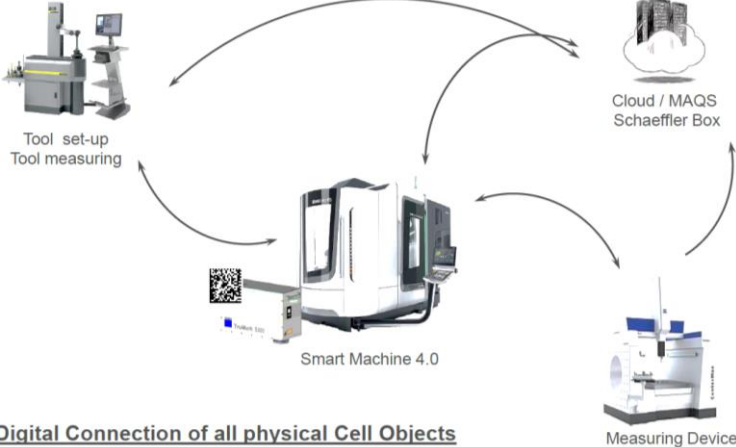 Cloud / MAQS
Schaeffler Box
Tool set-up
Tool measuring
Smart Machine 4.0
Measuring Device
Digital Connection of all physical Cell Objects